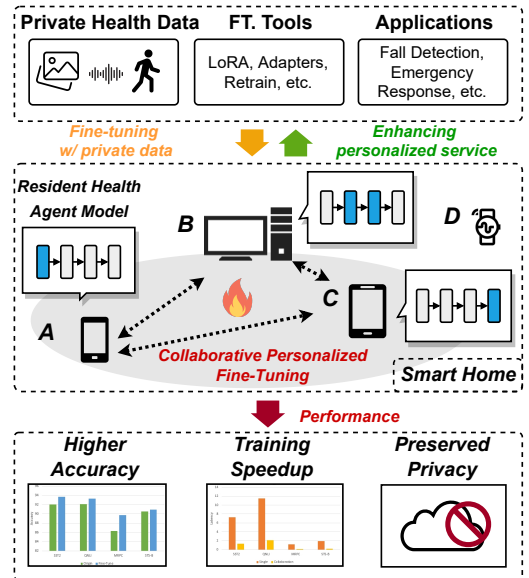 Private Health Data
FT. Tools
Applications
LoRA, Adapters,
Retrain, etc.
Fall Detection,
Emergency
Response, etc.
Fine-tuning
w/ private data
Enhancing
personalized service
Resident Health
Agent Model
B
D
A
C
Collaborative Personalized
Fine-Tuning
Smart Home
Performance
Higher
Accuracy
Training
Speedup
Preserved
Privacy